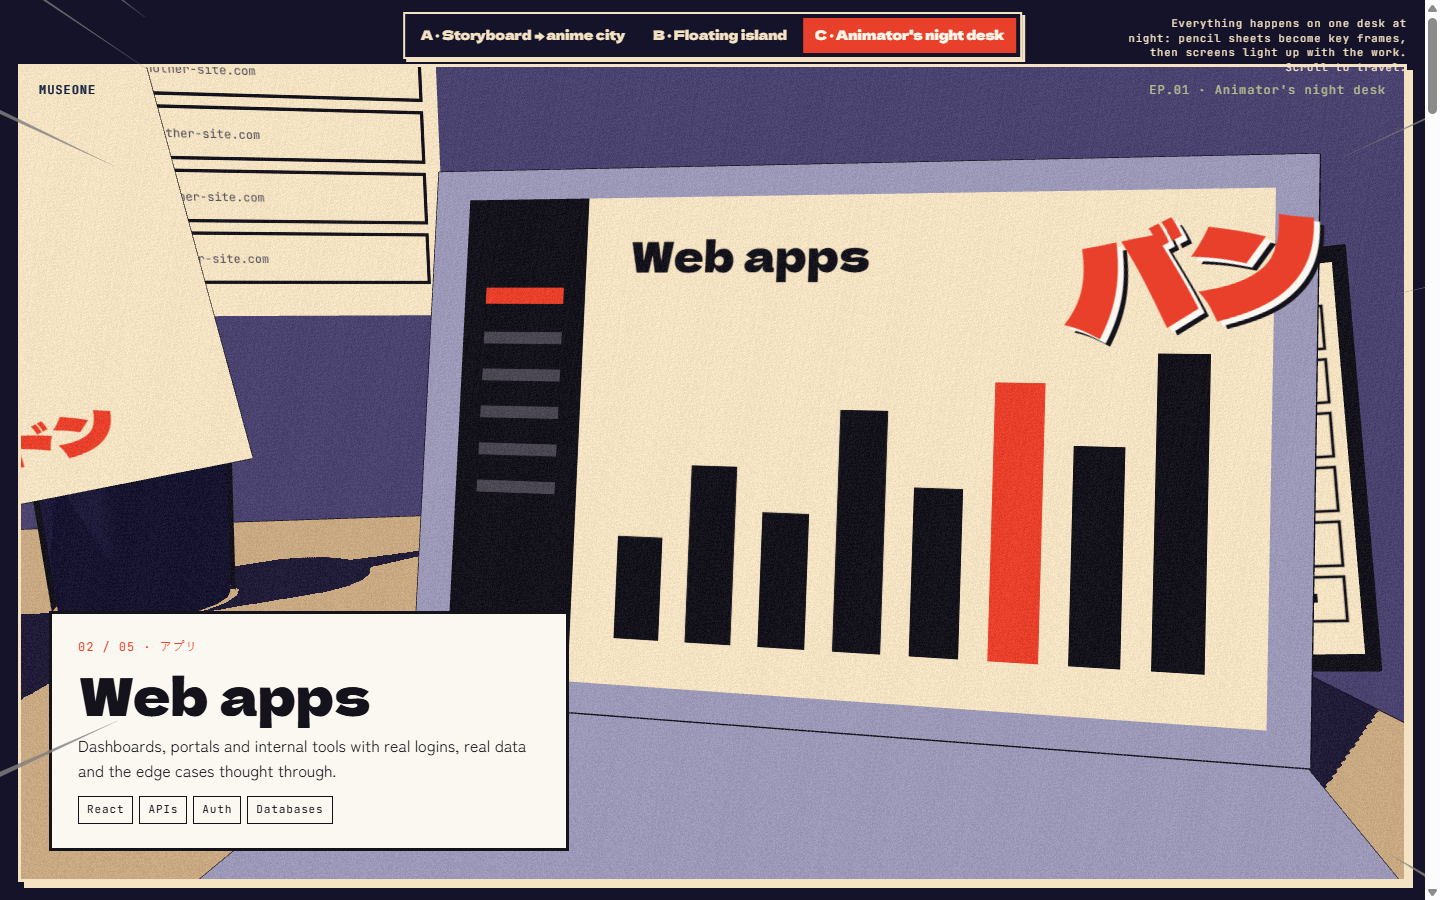 A · Storyboard → anime city
B · Floating island
C · Animator's night desk
Everything happens on one desk at
night: pencil sheets become key frames,
then screens light up with the work.
Scroll to travel.
MUSEONE
EP.01 · Animator's night desk
other-site.com
ther-site.com
er-site.com
r-site.com
Web apps
バン
バン
02 / 05 · アプリ
Web apps
Dashboards, portals and internal tools with real logins, real data
and the edge cases thought through.
React
APIs
Auth
Databases